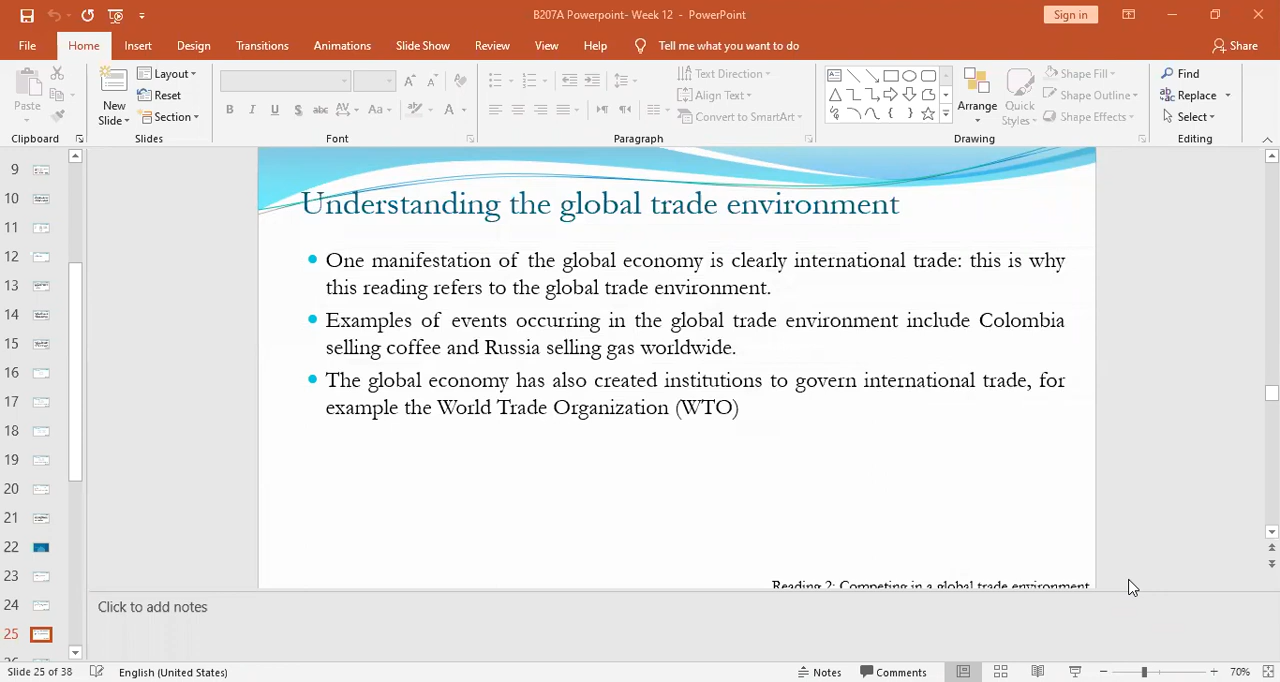 B207A Powerpoint- Week 12 - PowerPoint
Sign in
File Home Insert Design Transitions Animations Slide Show Review View Help Tell me what you want to do Share
Paste
New Slide
Layout
Reset
Section
B I U S abc AV Aa A
Text Direction
Align Text
Convert to SmartArt
Arrange
Quick Styles
Shape Fill
Shape Outline
Shape Effects
Find
Replace
Select
Clipboard Slides Font Paragraph Drawing Editing
9
10
11
12
13
14
15
16
17
18
19
20
21
22
23
24
25
Understanding the global trade environment
One manifestation of the global economy is clearly international trade: this is why
this reading refers to the global trade environment.
Examples of events occurring in the global trade environment include Colombia
selling coffee and Russia selling gas worldwide.
The global economy has also created institutions to govern international trade, for
example the World Trade Organization (WTO)
Reading 2: Competing in a global trade environment
Click to add notes
Slide 25 of 38 English (United States) Notes Comments 70%